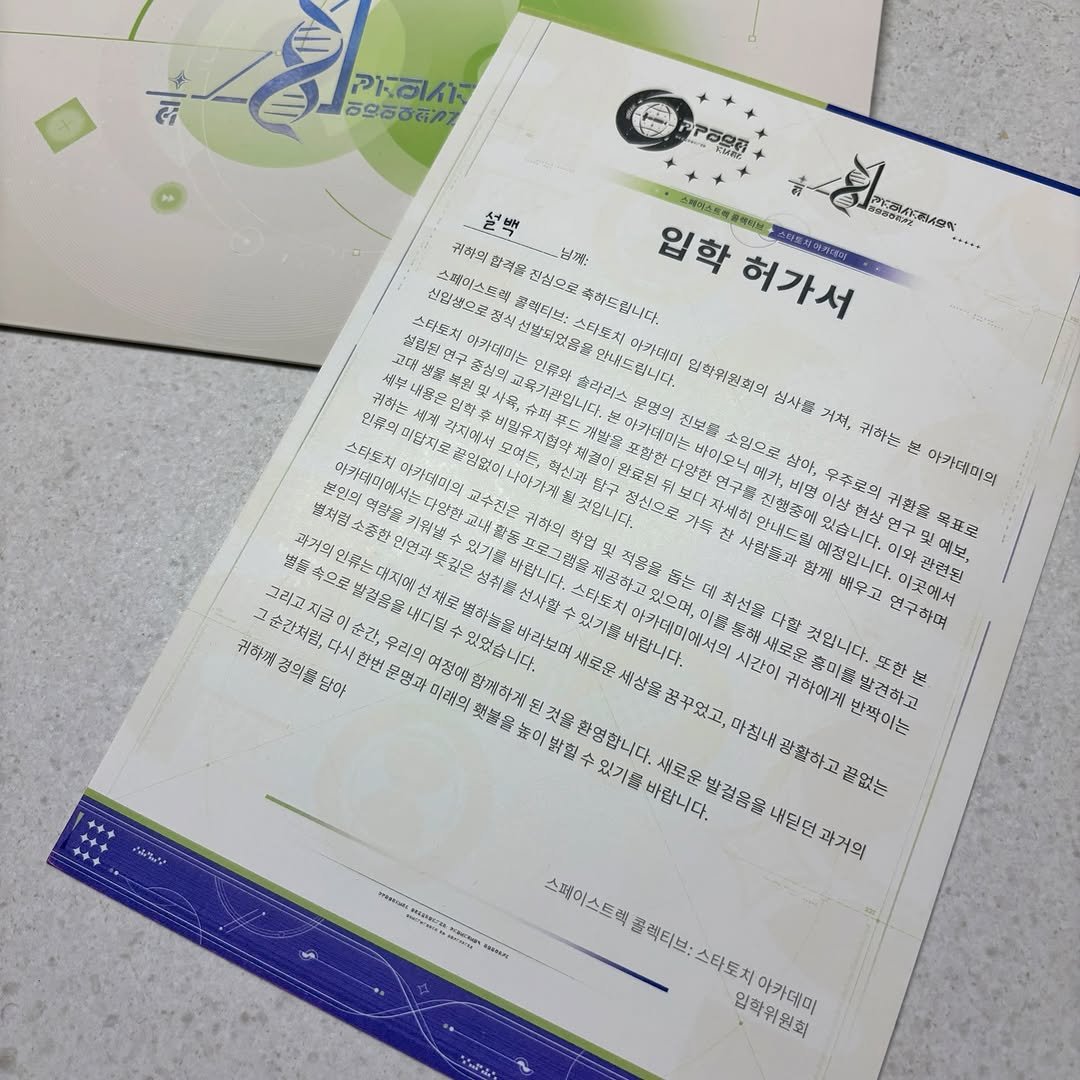 스페이스트렉 콜렉티브
스타토치 아카데미
입학 허가서
설백 님께:
귀하의 합격을 진심으로 축하드립니다.
스페이스트렉 콜렉티브: 스타토치 아카데미 입학위원회의 심사를 거쳐, 귀하는 본 아카데미의
신입생으로 정식 선발되었음을 안내드립니다.
스타토치 아카데미는 인류와 솔라리스 문명의 진보를 소임으로 삼아, 우주로의 귀환을 목표로
설립된 연구 중심의 교육기관입니다. 본 아카데미는 바이오닉 메카, 비명 이상 현상 연구 및 예보,
고대 생물 복원 및 사육, 슈퍼 푸드 개발을 포함한 다양한 연구를 진행중에 있습니다. 이와 관련된
세부 내용은 입학 후 비밀유지협약 체결이 완료된 뒤 보다 자세히 안내드릴 예정입니다. 이곳에서
귀하는 세계 각지에서 모여든, 혁신과 탐구 정신으로 가득 찬 사람들과 함께 배우고 연구하며
인류의 미답지로 끝임없이 나아가게 될 것입니다.
스타토치 아카데미의 교수진은 귀하의 학업 및 적응을 돕는 데 최선을 다할 것입니다. 또한 본
아카데미에서는 다양한 교내 활동 프로그램을 제공하고 있으며, 이를 통해 새로운 흥미를 발견하고
본인의 역량을 키워낼 수 있기를 바랍니다. 스타토치 아카데미에서의 시간이 귀하에게 반짝이는
별처럼 소중한 인연과 뜻깊은 성취를 선사할 수 있기를 바랍니다.
과거의 인류는 대지에 선 채로 별하늘을 바라보며 새로운 세상을 꿈꾸었고, 마침내 광활하고 끝없는
별들 속으로 발걸음을 내디딜 수 있었습니다.
그리고 지금 이 순간, 우리의 여정에 함께하게 된 것을 환영합니다. 새로운 발걸음을 내딛던 과거의
그 순간처럼, 다시 한번 문명과 미래의 횃불을 높이 밝힐 수 있기를 바랍니다.
귀하께 경의를 담아
스페이스트렉 콜렉티브: 스타토치 아카데미
입학위원회